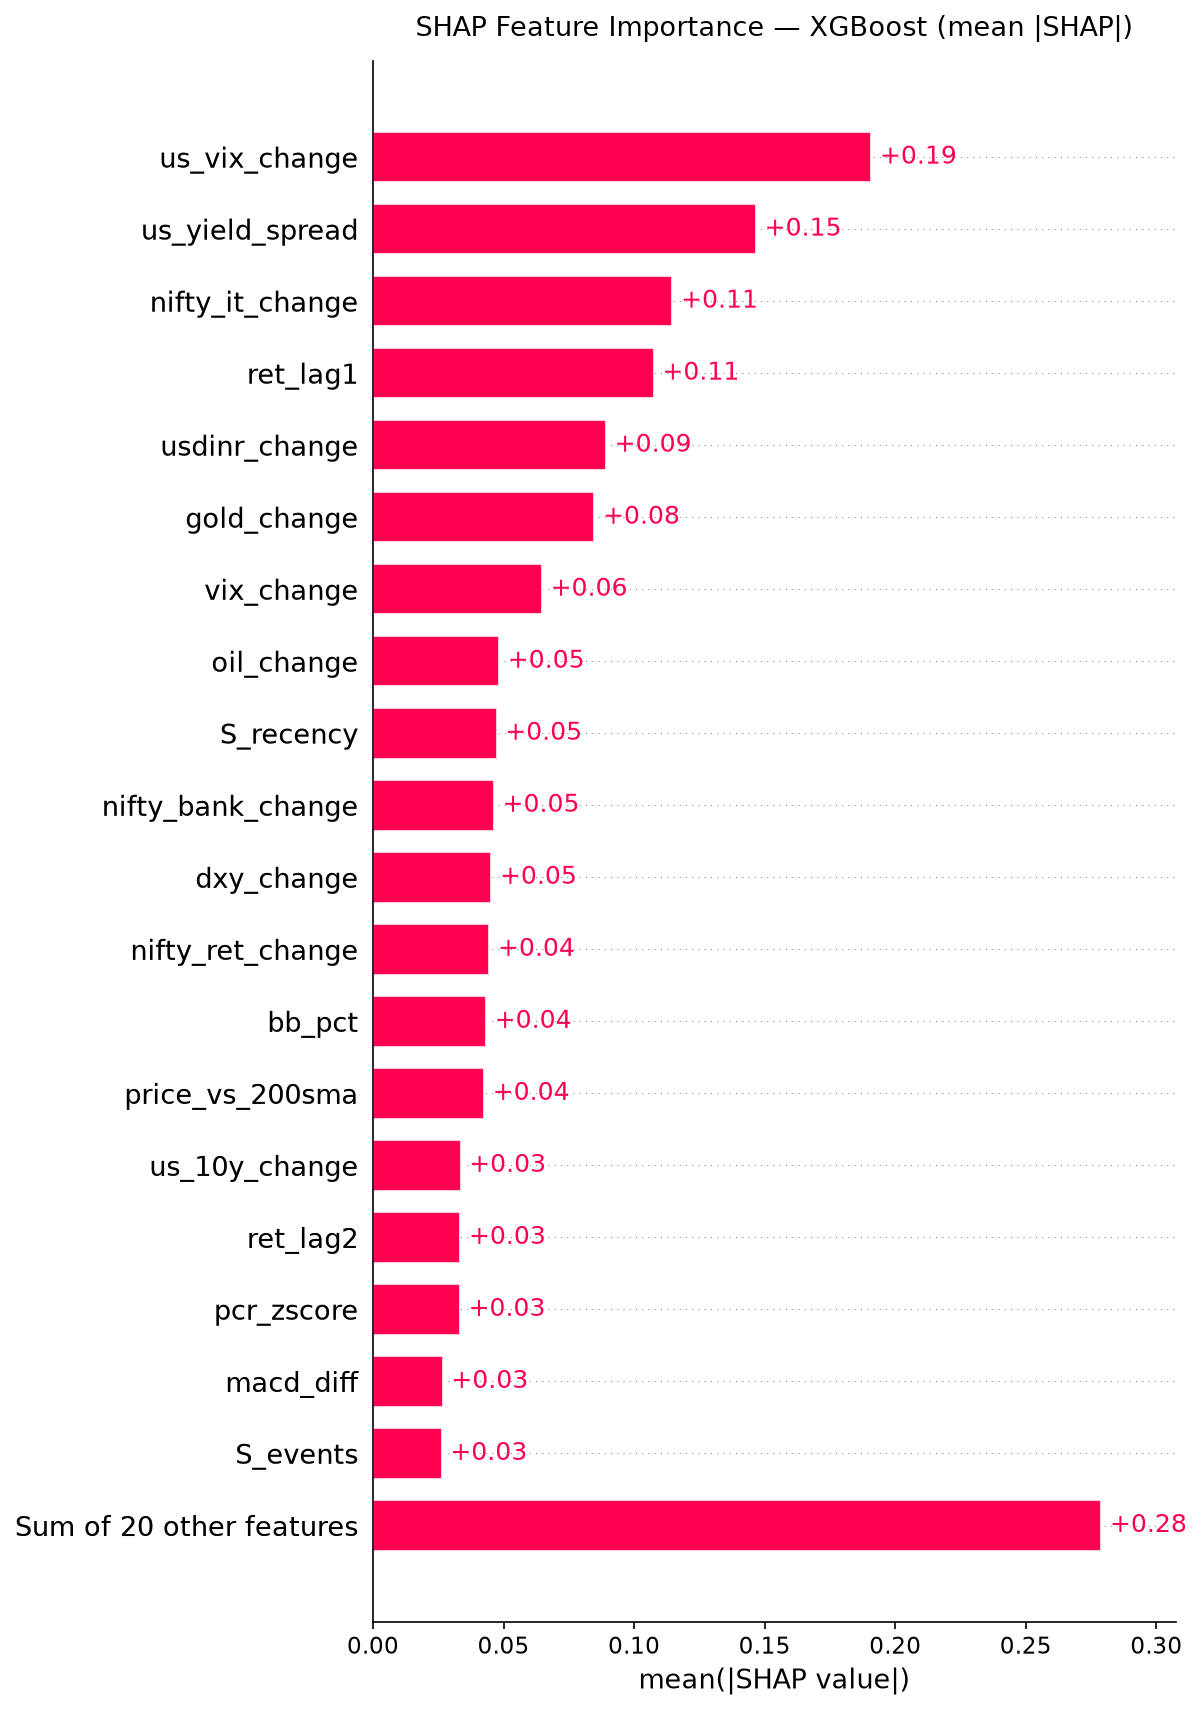 SHAP Feature Importance — XGBoost (mean |SHAP|)
us_vix_change +0.19
us_yield_spread +0.15
nifty_it_change +0.11
ret_lag1 +0.11
usdinr_change +0.09
gold_change +0.08
vix_change +0.06
oil_change +0.05
S_recency +0.05
nifty_bank_change +0.05
dxy_change +0.05
nifty_ret_change +0.04
bb_pct +0.04
price_vs_200sma +0.04
us_10y_change +0.03
ret_lag2 +0.03
pcr_zscore +0.03
macd_diff +0.03
S_events +0.03
Sum of 20 other features +0.28
0.00 0.05 0.10 0.15 0.20 0.25 0.30
mean(|SHAP value|)